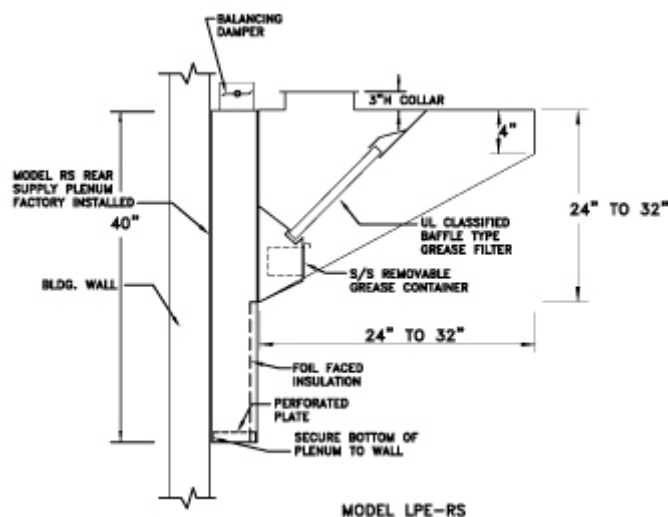 BALANCING
DAMPER
3"H COLLAR
4"
MODEL RS REAR
SUPPLY PLENUM
FACTORY INSTALLED
40"
24" TO 32"
UL CLASSIFIED
BAFFLE TYPE
GREASE FILTER
S/S REMOVABLE
GREASE CONTAINER
BLDG. WALL
24" TO 32"
FOIL FACED
INSULATION
PERFORATED
PLATE
SECURE BOTTOM OF
PLENUM TO WALL
MODEL LPE-RS